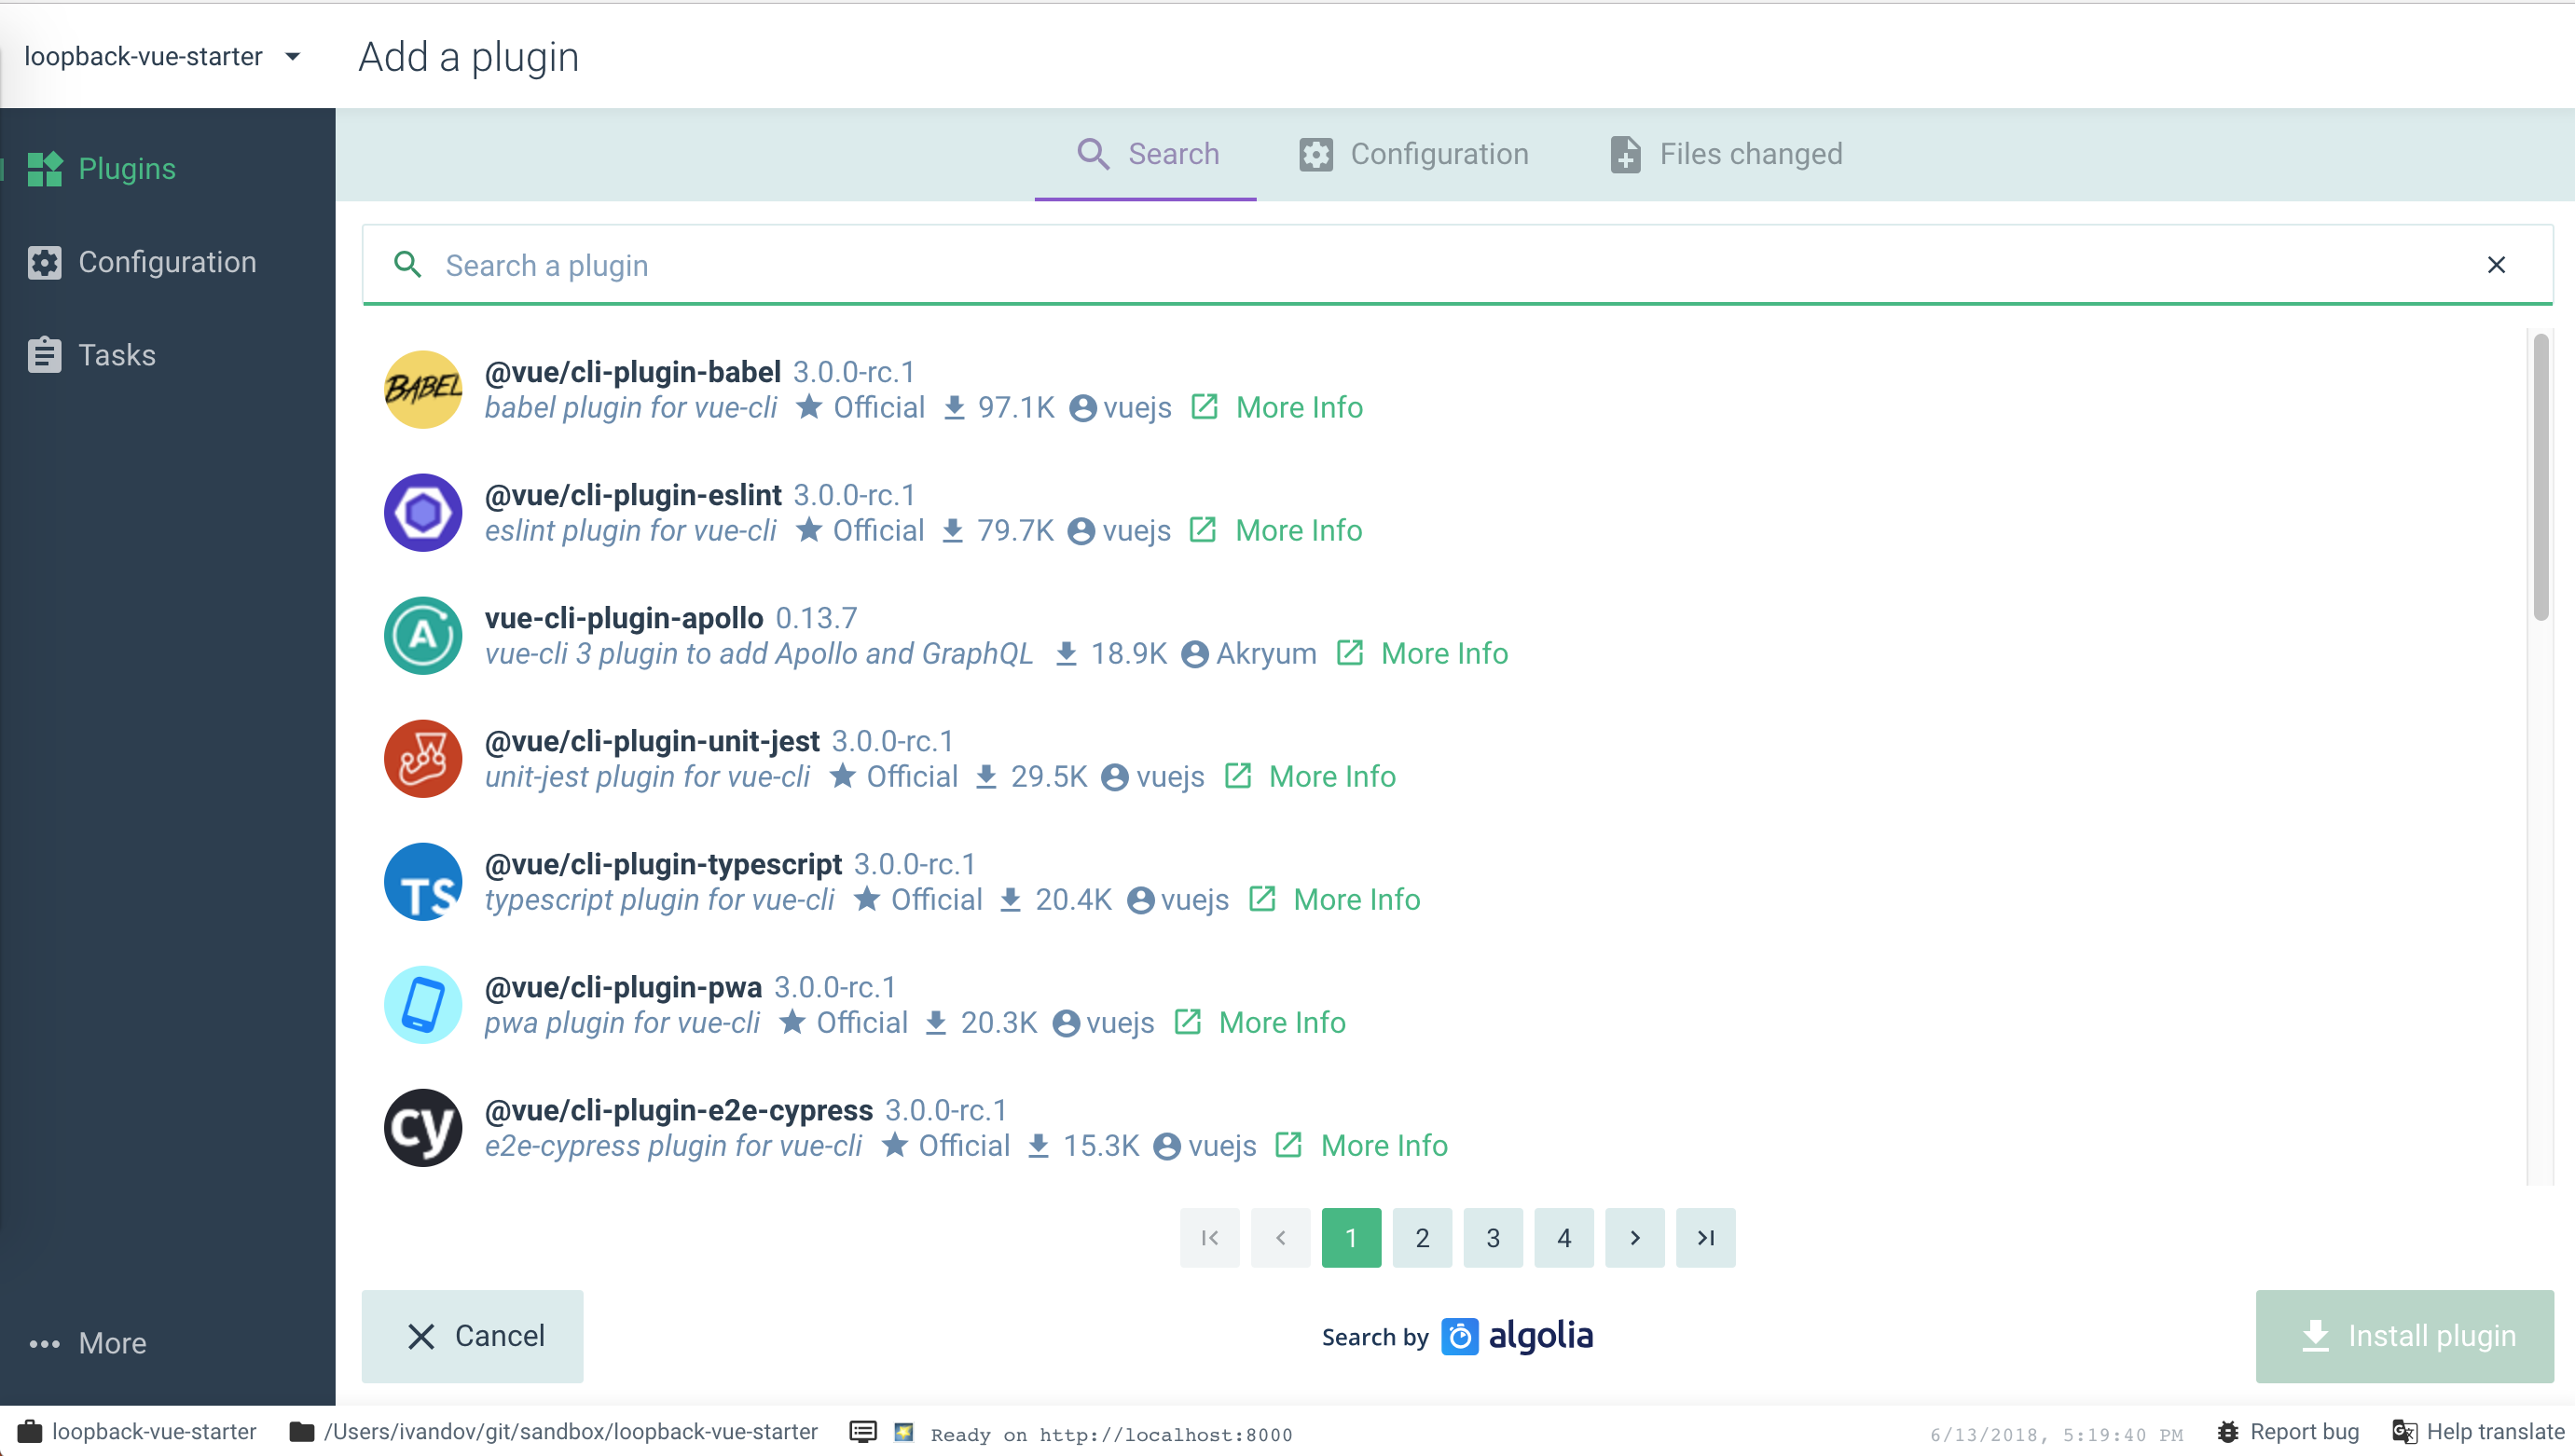 loopback-vue-starter
Add a plugin
Plugins
Configuration
Tasks
More
Search
Configuration
Files changed
Search a plugin
BABEL
@vue/cli-plugin-babel 3.0.0-rc.1
babel plugin for vue-cli Official 97.1K vuejs More Info
@vue/cli-plugin-eslint 3.0.0-rc.1
eslint plugin for vue-cli Official 79.7K vuejs More Info
A
vue-cli-plugin-apollo 0.13.7
vue-cli 3 plugin to add Apollo and GraphQL 18.9K Akryum More Info
@vue/cli-plugin-unit-jest 3.0.0-rc.1
unit-jest plugin for vue-cli Official 29.5K vuejs More Info
TS
@vue/cli-plugin-typescript 3.0.0-rc.1
typescript plugin for vue-cli Official 20.4K vuejs More Info
@vue/cli-plugin-pwa 3.0.0-rc.1
pwa plugin for vue-cli Official 20.3K vuejs More Info
cy
@vue/cli-plugin-e2e-cypress 3.0.0-rc.1
e2e-cypress plugin for vue-cli Official 15.3K vuejs More Info
1 2 3 4
Cancel
Search by algolia
Install plugin
loopback-vue-starter /Users/ivandov/git/sandbox/loopback-vue-starter Ready on http://localhost:8000 6/13/2018, 5:19:40 PM Report bug Help translate